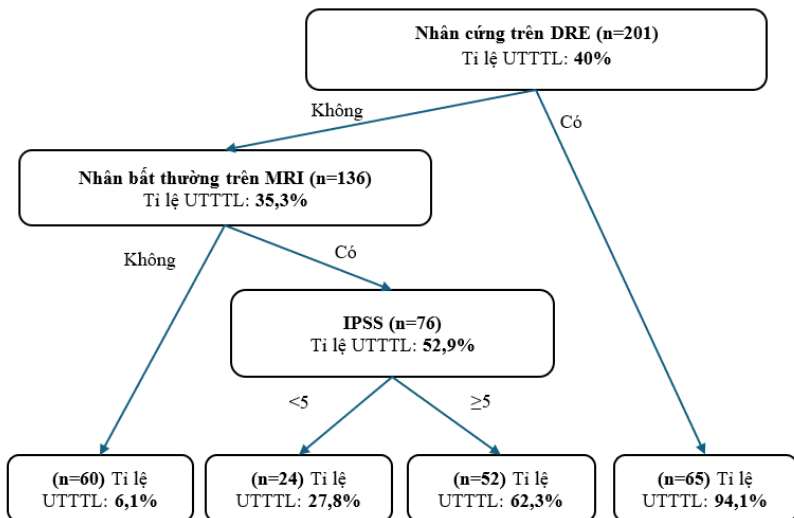 Nhân cứng trên DRE (n=201)
Tỉ lệ UTTTL: 40%
Không
Có
Nhân bất thường trên MRI (n=136)
Tỉ lệ UTTTL: 35,3%
Không
Có
IPSS (n=76)
Tỉ lệ UTTTL: 52,9%
<5
≥5
(n=60) Tỉ lệ
UTTTL: 6,1%
(n=24) Tỉ lệ
UTTTL: 27,8%
(n=52) Tỉ lệ
UTTTL: 62,3%
(n=65) Tỉ lệ
UTTTL: 94,1%